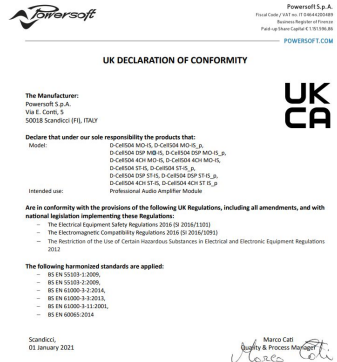 Powersoft
Powersoft S.p.A.
Fiscal Code / VAT no. IT 04644200489
Business Register of Firenze
Paid-up Share Capital € 1/151396,86
POWERSOFT.COM
UK DECLARATION OF CONFORMITY
The Manufacturer:
Powersoft S.p.A.
Via E. Conti, 5
50018 Scandicci (FI), ITALY
UK
CA
Declare that under our sole responsibility the products that:
Model: D-Cell504 MO-IS, D-Cell504 MO-IS_p,
D-Cell504 DSP MO-IS, D-Cell504 DSP MO-IS_p,
D-Cell504 4CH MO-IS, D-Cell504 4CH MO-IS,
D-Cell504 ST-IS, D-Cell504 ST-IS_p,
D-Cell504 DSP ST-IS, D-Cell504 DSP ST-IS_p,
D-Cell504 4CH ST-IS, D-Cell504 4CH ST-IS_p
Intended use: Professional Audio Amplifier Module
Are in conformity with the provisions of the following UK Regulations, including all amendments, and with
national legislation implementing these Regulations:
– The Electrical Equipment Safety Regulations 2016 (SI 2016/1101)
– The Electromagnetic Compatibility Regulations 2016 (SI 2016/1091)
– The Restriction of the Use of Certain Hazardous Substances in Electrical and Electronic Equipment Regulations
2012
The following harmonized standards are applied:
– BS EN 55103-1:2009,
– BS EN 55103-2:2009,
– BS EN 61000-3-2:2014,
– BS EN 61000-3-3:2013,
– BS EN 61000-3-11:2001,
– BS EN 60065:2014
Scandicci,
01 January 2021
Marco Cati
Quality & Process Manager
Marco Cati